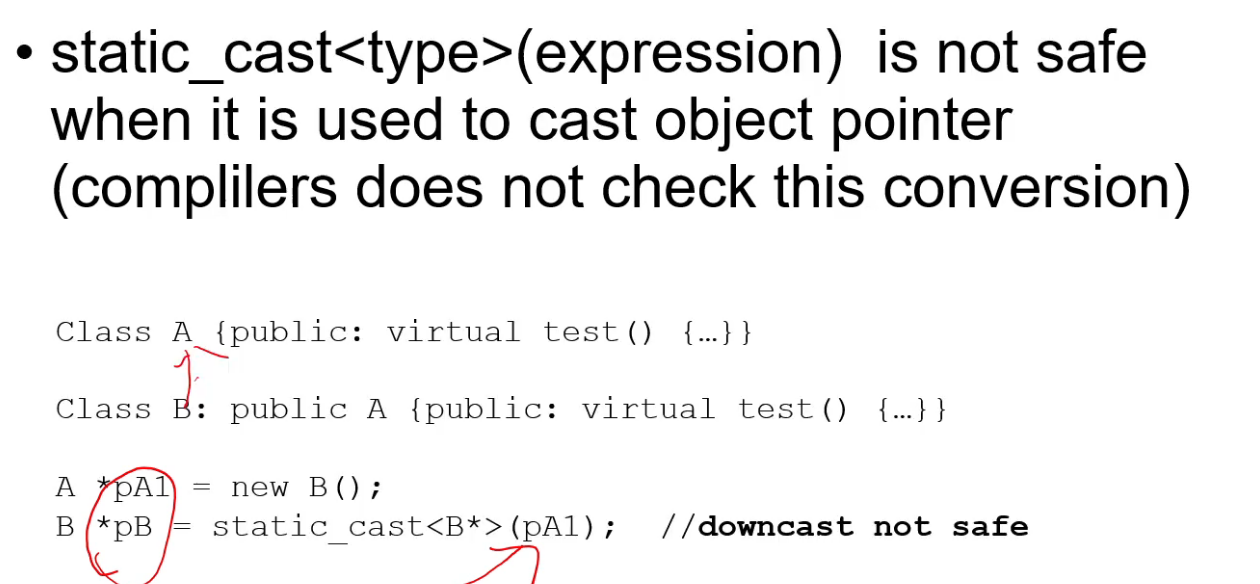 • static_cast<type>(expression) is not safe
when it is used to cast object pointer
(complilers does not check this conversion)
Class A {public: virtual test() {…}}
Class B: public A {public: virtual test() {…}}
A *pA1 = new B();
B *pB = static_cast<B*>(pA1); //downcast not safe